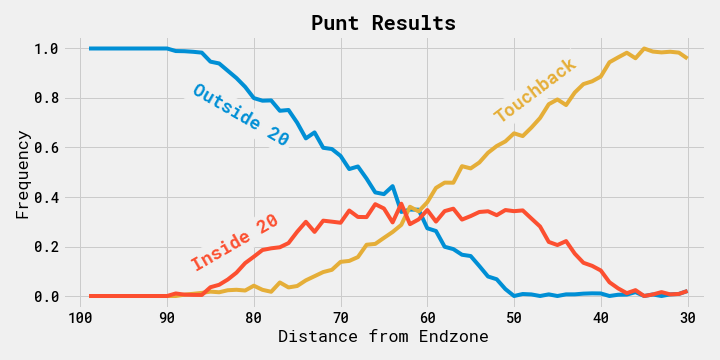 Punt Results
Frequency
1.0
0.8
0.6
0.4
0.2
0.0
Outside 20
Touchback
Inside 20
100 90 80 70 60 50 40 30
Distance from Endzone